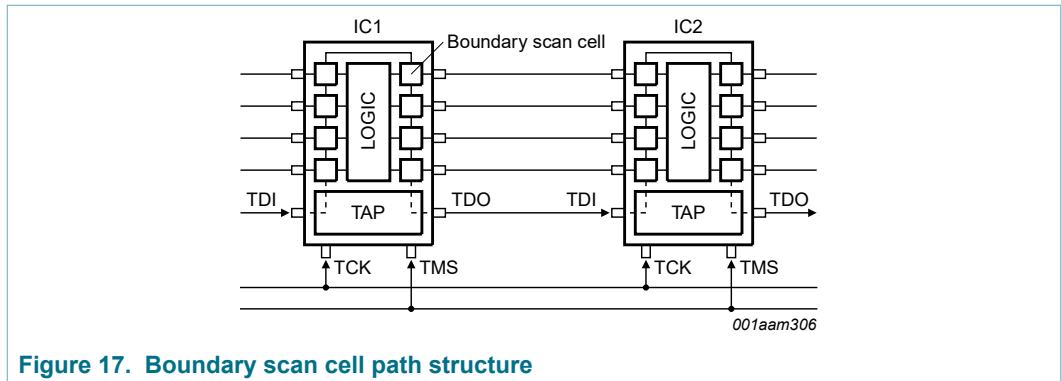 IC1
IC2
Boundary scan cell
LOGIC
LOGIC
TDI
TAP
TDO
TDI
TAP
TDO
TCK
TMS
TCK
TMS
001aam306
Figure 17. Boundary scan cell path structure